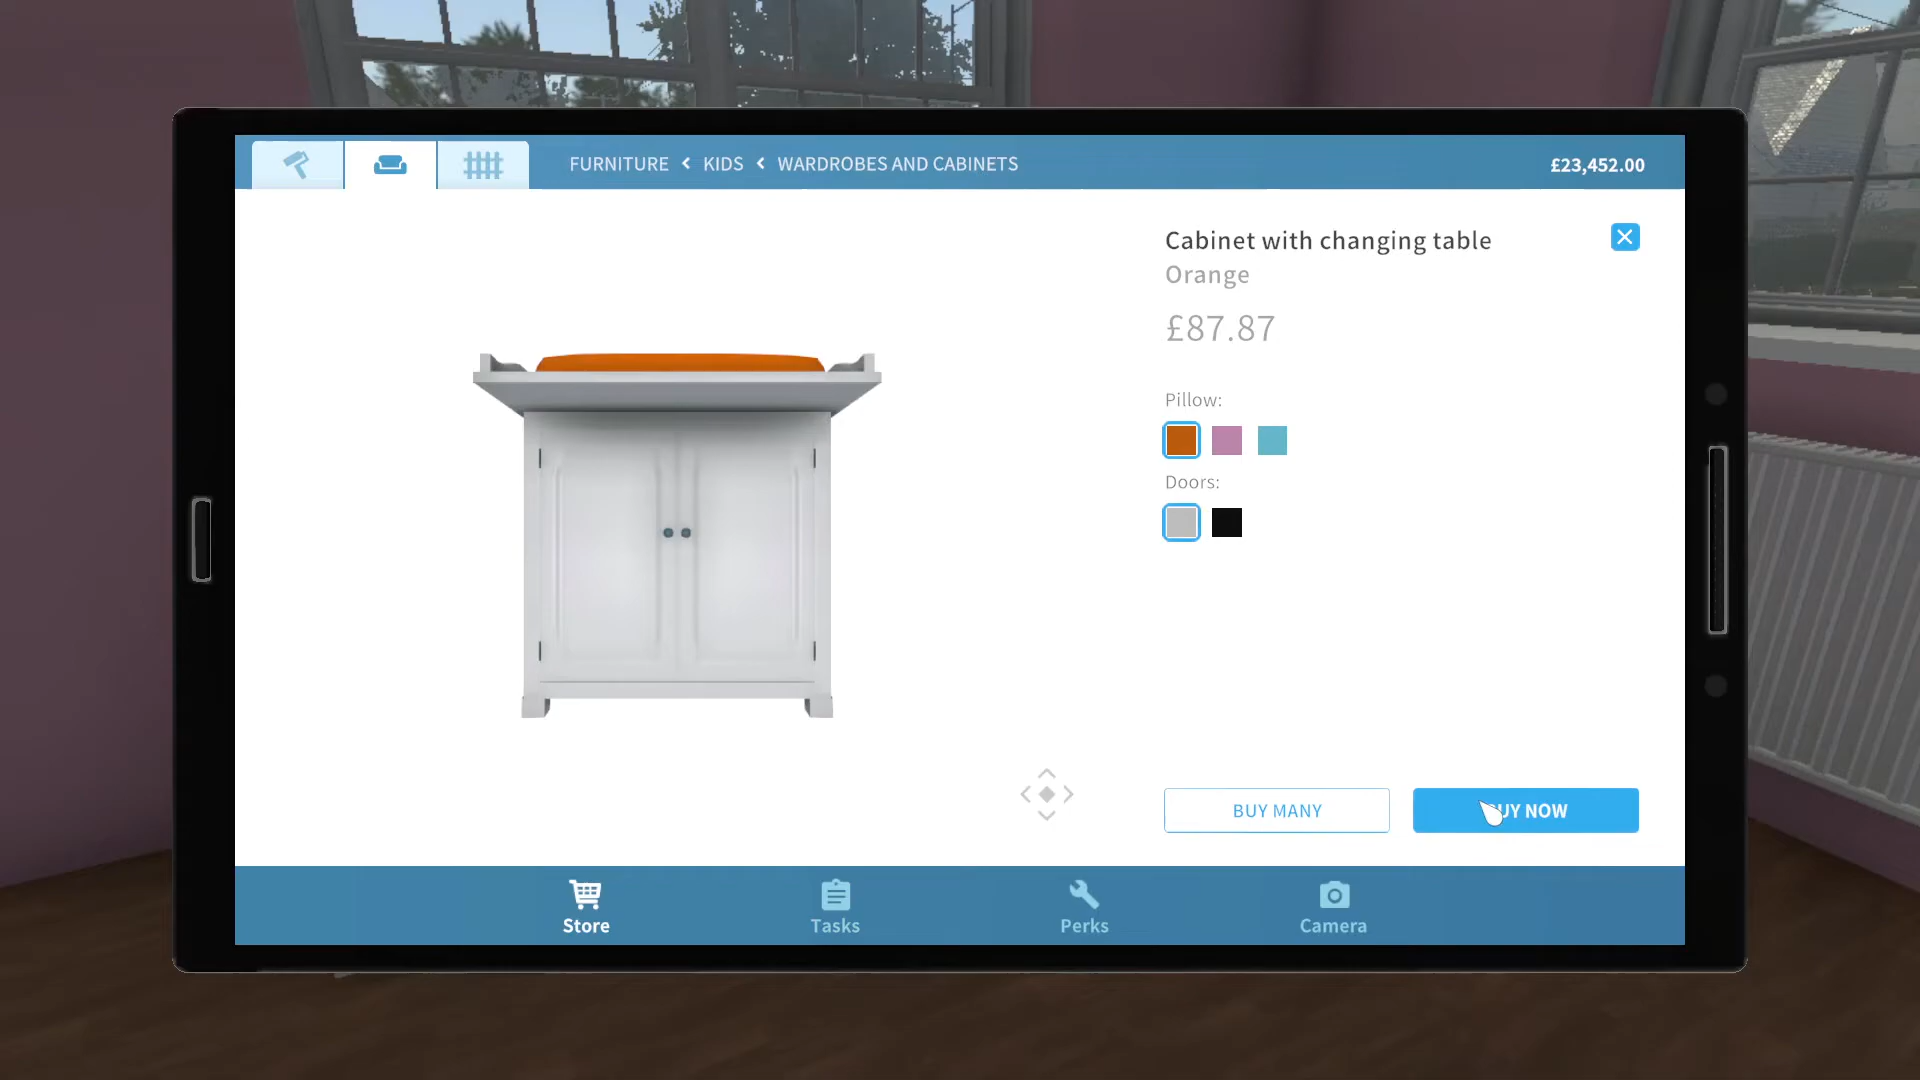 FURNITURE < KIDS < WARDROBES AND CABINETS
£23,452.00
Cabinet with changing table
Orange
£87.87
Pillow:
Doors:
BUY MANY
UY NOW
Store
Tasks
Perks
Camera